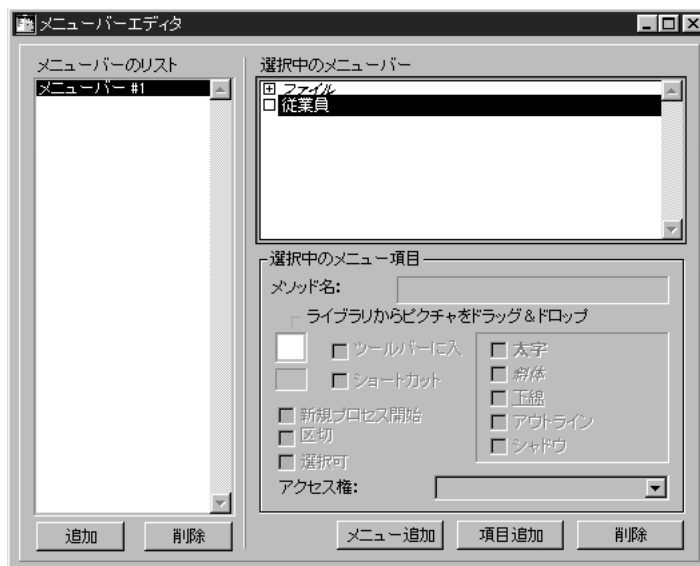 メニューバーエディタ
メニューバーのリスト
メニューバー #1
追加
削除
選択中のメニューバー
ファイル
従業員
選択中のメニュー項目
メソッド名:
ライブラリからピクチャをドラッグ&ドロップ
ツールバーに入
ショートカット
新規プロセス開始
区切
選択可
太字
斜体
下線
アウトライン
シャドウ
アクセス権:
メニュー追加
項目追加
削除